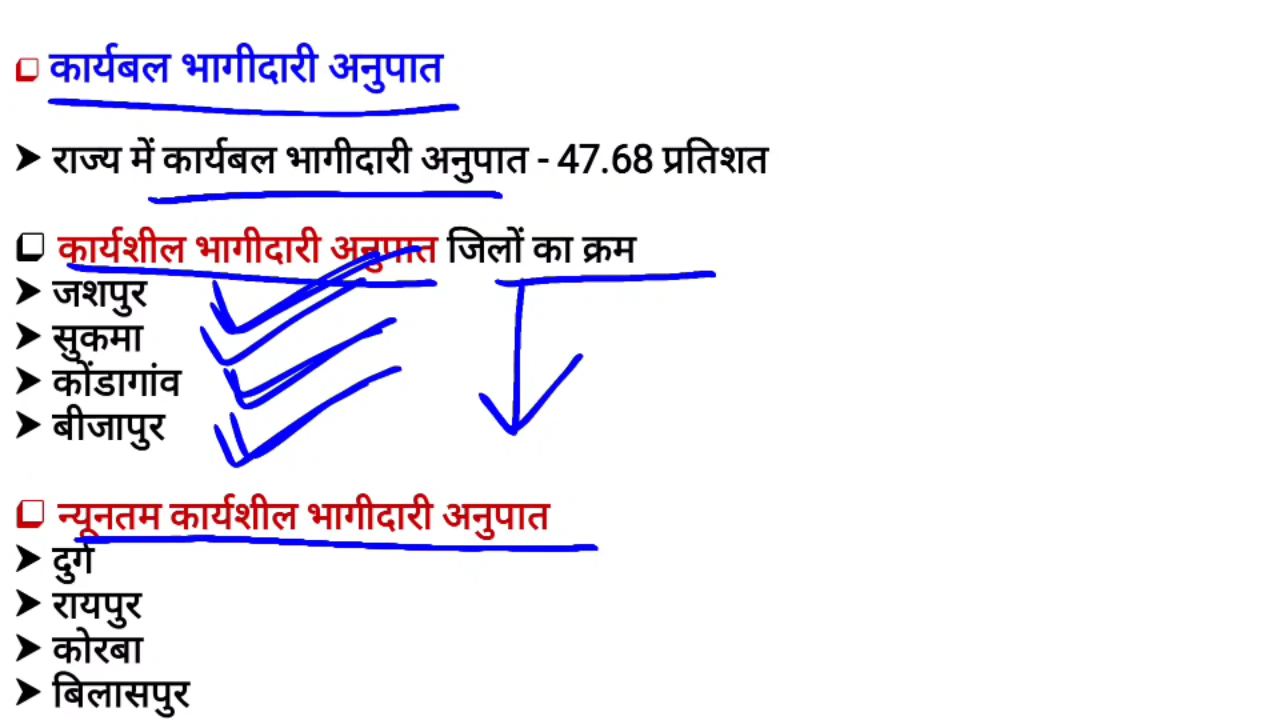 कार्यबल भागीदारी अनुपात
राज्य में कार्यबल भागीदारी अनुपात - 47.68 प्रतिशत
कार्यशील भागीदारी अनुपात जिलों का क्रम
जशपुर
सुकमा
कोंडागांव
बीजापुर
न्यूनतम कार्यशील भागीदारी अनुपात
दुर्ग
रायपुर
कोरबा
बिलासपुर